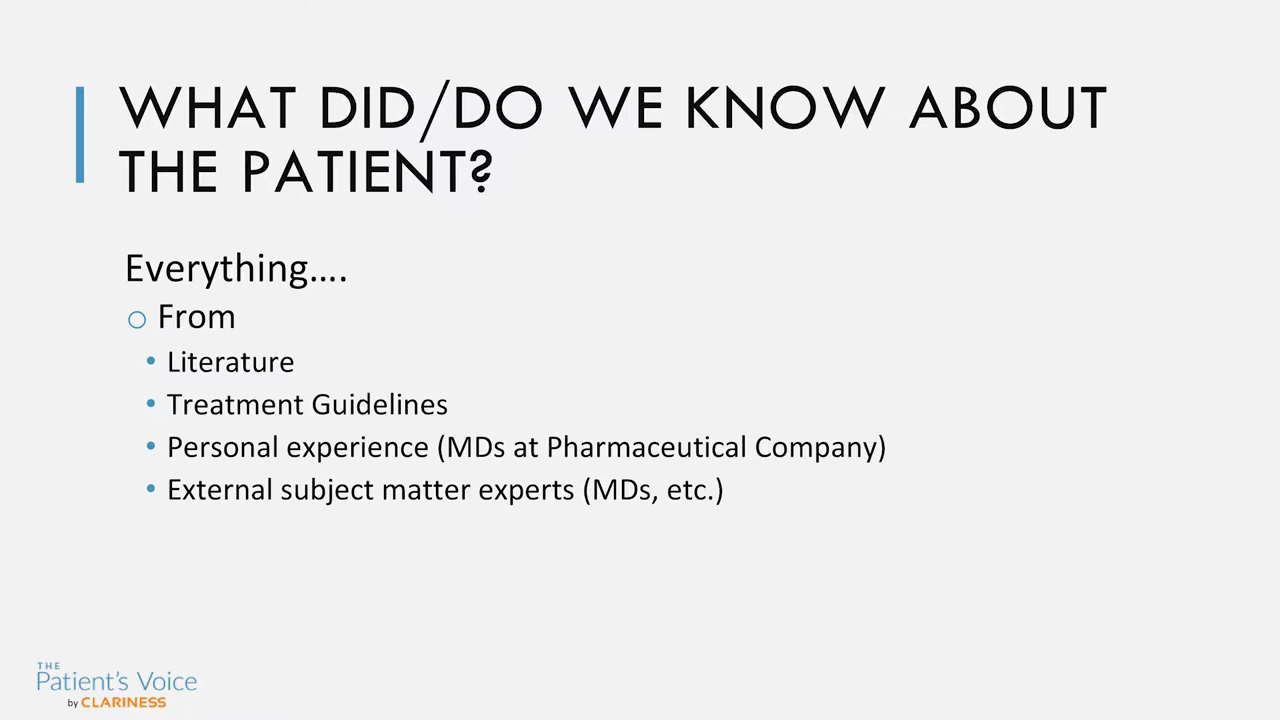 WHAT DID/DO WE KNOW ABOUT
THE PATIENT?
Everything....
o From
• Literature
• Treatment Guidelines
• Personal experience (MDs at Pharmaceutical Company)
• External subject matter experts (MDs, etc.)
THE
Patient's Voice
by CLARINESS